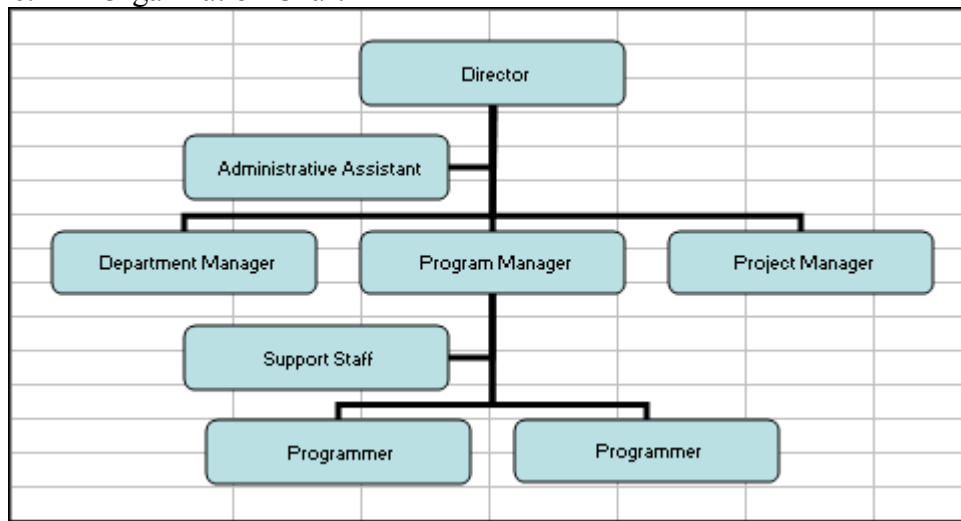 Director
Administrative Assistant
Department Manager
Program Manager
Project Manager
Support Staff
Programmer
Programmer